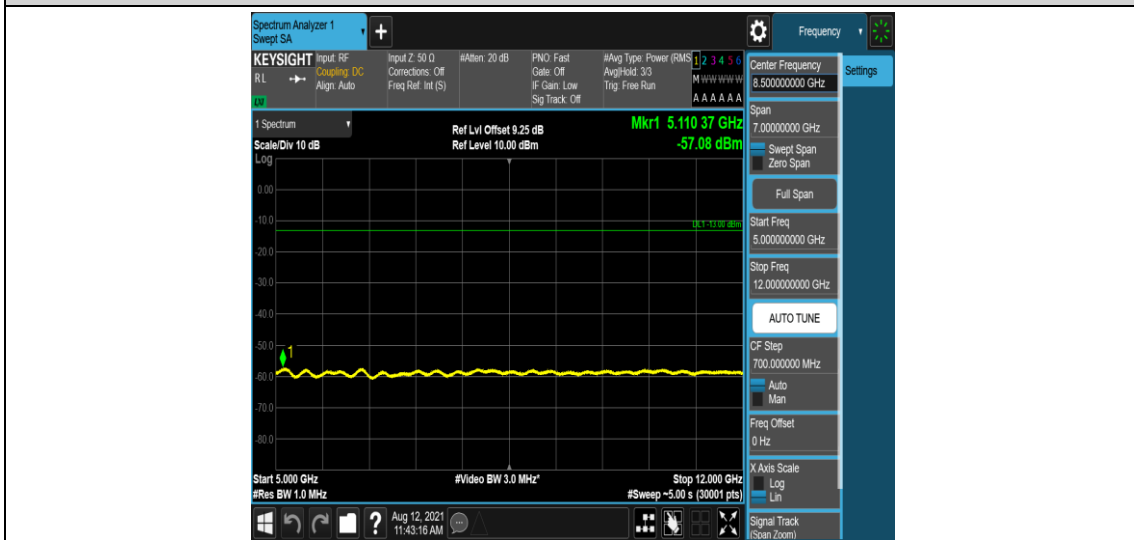 Spectrum Analyzer 1
Swept SA
+
Frequency
KEYSIGHT
RL
LXI
Input: RF
Coupling: DC
Align: Auto
Input Z: 50 Ω
Corrections: Off
Freq Ref: Int (S)
#Atten: 20 dB
PNO: Fast
Gate: Off
IF Gain: Low
Sig Track: Off
#Avg Type: Power (RMS
Avg|Hold: 3/3
Trig: Free Run
1 2 3 4 5 6
M W W W W W
A A A A A A
1 Spectrum
Scale/Div 10 dB
Ref Lvl Offset 9.25 dB
Ref Level 10.00 dBm
Mkr1 5.110 37 GHz
-57.08 dBm
Log
0.00
-10.0
DL1 -13.00 dBm
-20.0
-30.0
-40.0
-50.0
1
-60.0
-70.0
-80.0
Start 5.000 GHz
#Res BW 1.0 MHz
#Video BW 3.0 MHz*
Stop 12.000 GHz
#Sweep ~5.00 s (30001 pts)
Center Frequency
8.500000000 GHz
Settings
Span
7.00000000 GHz
Swept Span
Zero Span
Full Span
Start Freq
5.000000000 GHz
Stop Freq
12.000000000 GHz
AUTO TUNE
CF Step
700.000000 MHz
Auto
Man
Freq Offset
0 Hz
X Axis Scale
Log
Lin
Signal Track
(Span Zoom)
?
Aug 12, 2021
11:43:16 AM